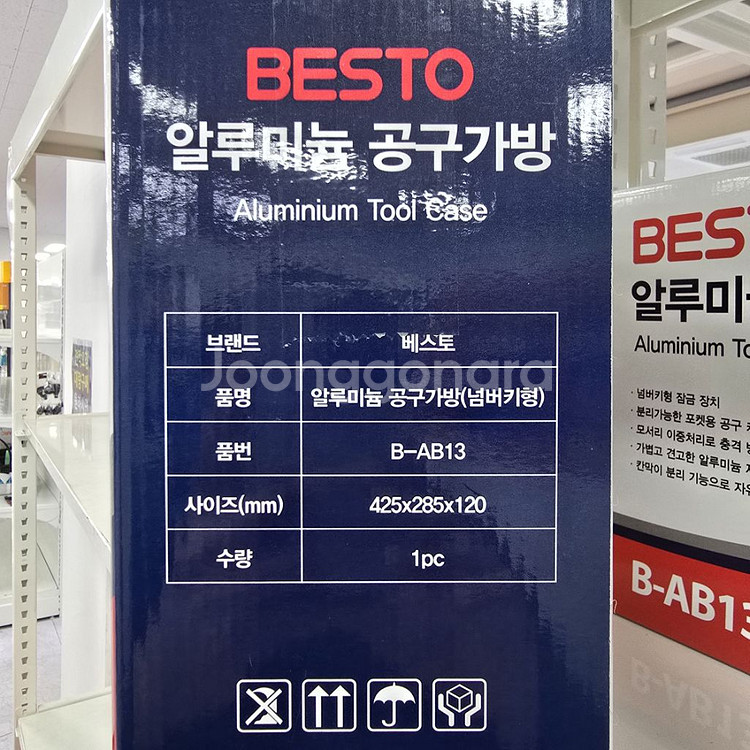 BESTO
알루미늄 공구가방
Aluminium Tool Case
브랜드 베스토
품명 알루미늄 공구가방(넘버키형)
품번 B-AB13
사이즈(mm) 425x285x120
수량 1pc
Joonggonara
BES
알루미
Aluminium To
· 넘버키형 잠금 장치
· 분리가능한 포켓용 공구
· 모서리 이중처리로 충격
· 가볍고 견고한 알루미늄
· 칸막이 분리 기능으로
B-AB13